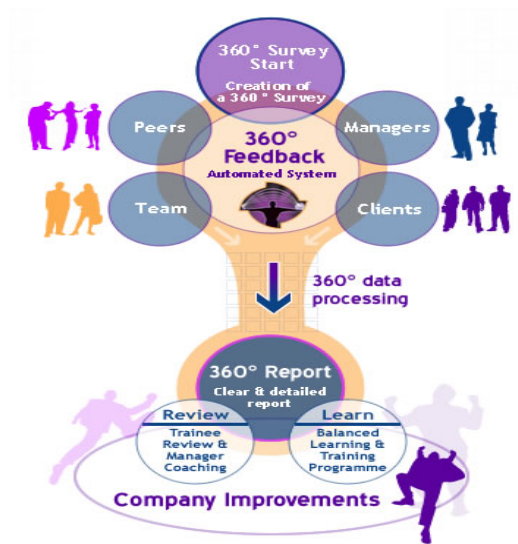 360° Survey
Start
Creation of
a 360° Survey
Peers
Managers
360°
Feedback
Automated System
Team
Clients
360° data
processing
360° Report
Clear & detailed
report
Review
Trainee
Review &
Manager
Coaching
Learn
Balanced
Learning &
Training
Programme
Company Improvements